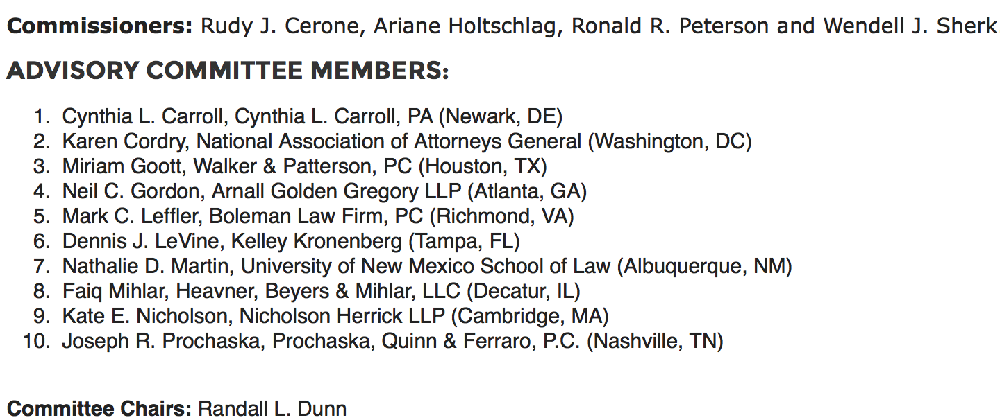 Commissioners: Rudy J. Cerone, Ariane Holtschlag, Ronald R. Peterson and Wendell J. Sherk
ADVISORY COMMITTEE MEMBERS:
1. Cynthia L. Carroll, Cynthia L. Carroll, PA (Newark, DE)
2. Karen Cordry, National Association of Attorneys General (Washington, DC)
3. Miriam Goott, Walker & Patterson, PC (Houston, TX)
4. Neil C. Gordon, Arnall Golden Gregory LLP (Atlanta, GA)
5. Mark C. Leffler, Boleman Law Firm, PC (Richmond, VA)
6. Dennis J. LeVine, Kelley Kronenberg (Tampa, FL)
7. Nathalie D. Martin, University of New Mexico School of Law (Albuquerque, NM)
8. Faiq Mihlar, Heavner, Beyers & Mihlar, LLC (Decatur, IL)
9. Kate E. Nicholson, Nicholson Herrick LLP (Cambridge, MA)
10. Joseph R. Prochaska, Prochaska, Quinn & Ferraro, P.C. (Nashville, TN)
Committee Chairs: Randall L. Dunn